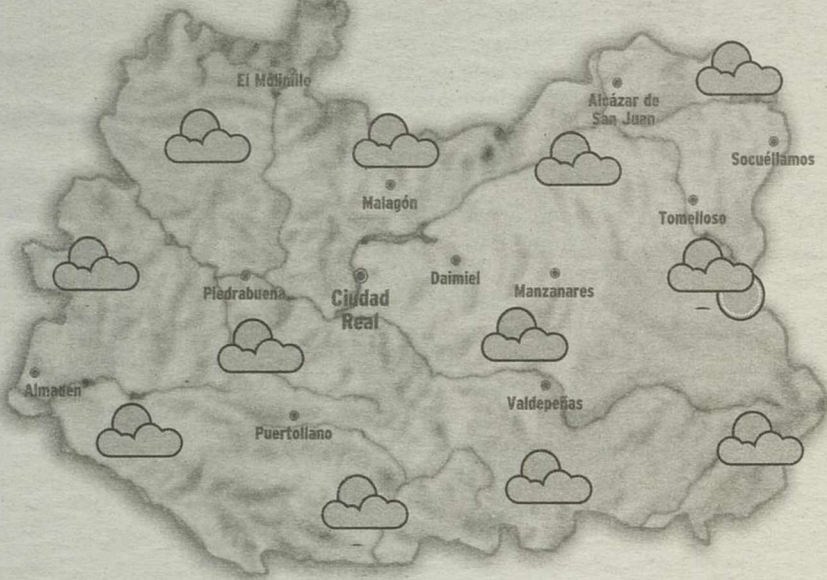 El Molinillo
Alcázar de
San Juan
Socuéllamos
Malagón
Tomelloso
Daimiel
Piedrabuena
Ciudad
Real
Manzanares
Almadén
Valdepeñas
Puertollano